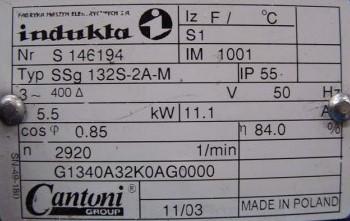 FABRYKA MASZYN ELEKTRYCZNYCH S.A.
indukta
Iz F / °C
S1
Nr S 146194 IM 1001
Typ SSg 132S-2A-M IP 55
3~ 400 Δ V 50 Hz
5.5 kW 11.1 A
cos φ 0.85 η 84.0 %
n 2920 1/min
G1340A32K0AG0000
Cantoni
GROUP
11/03 MADE IN POLAND